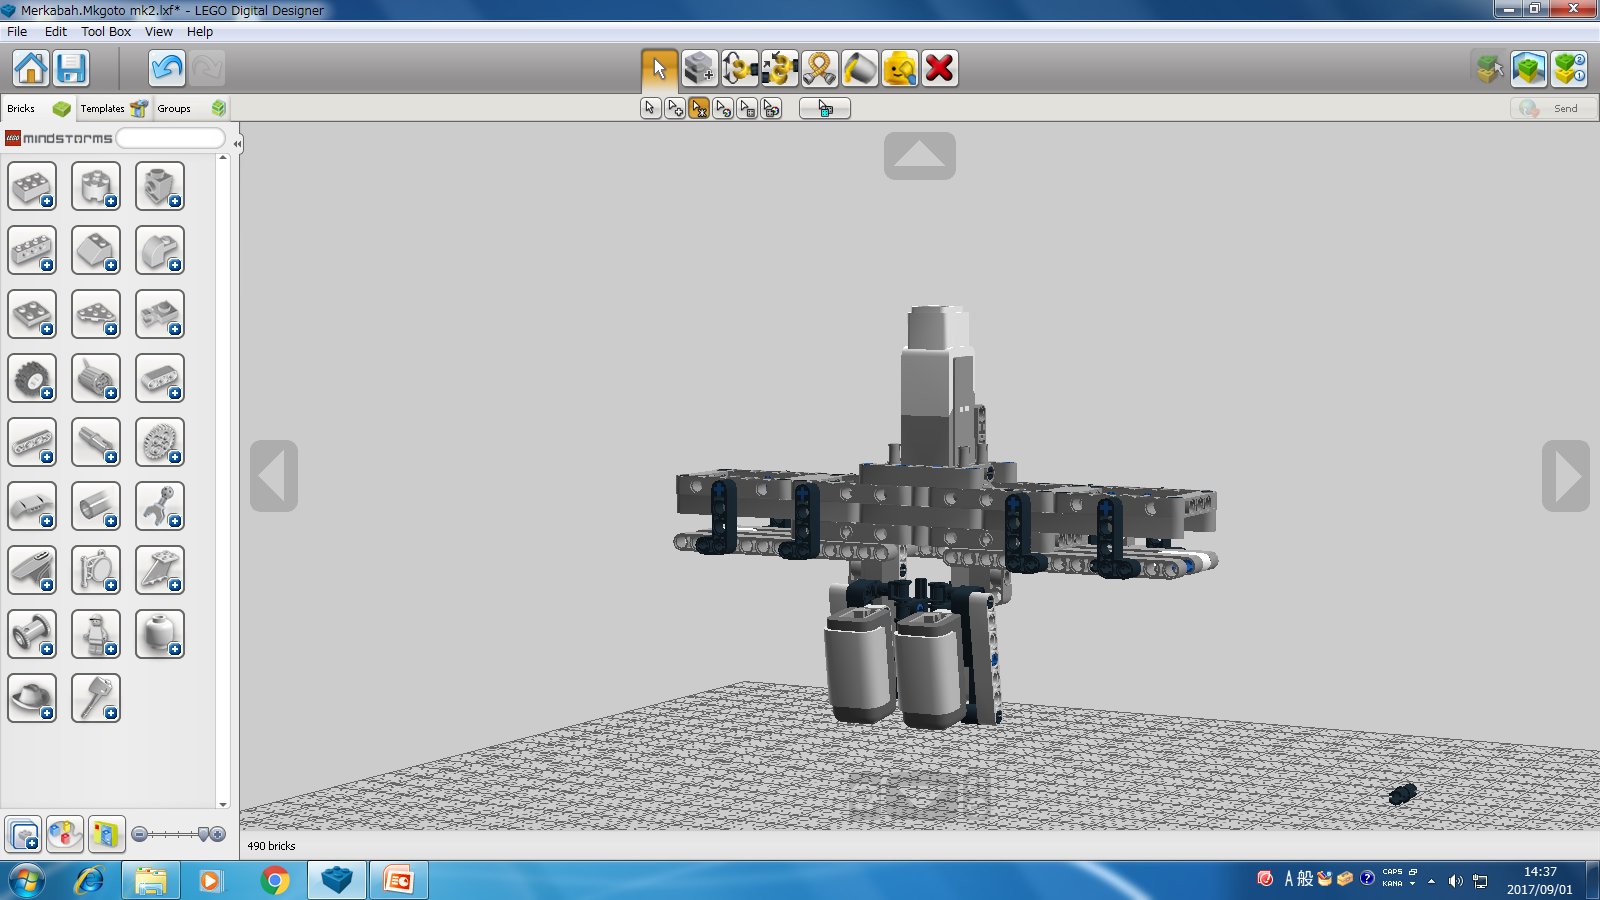 Merkabah.Mkgoto mk2.lxf* - LEGO Digital Designer
File Edit Tool Box View Help
Bricks Templates Groups
Send
LEGO mindstorms
490 bricks
A 般 CAPS KANA
14:37
2017/09/01